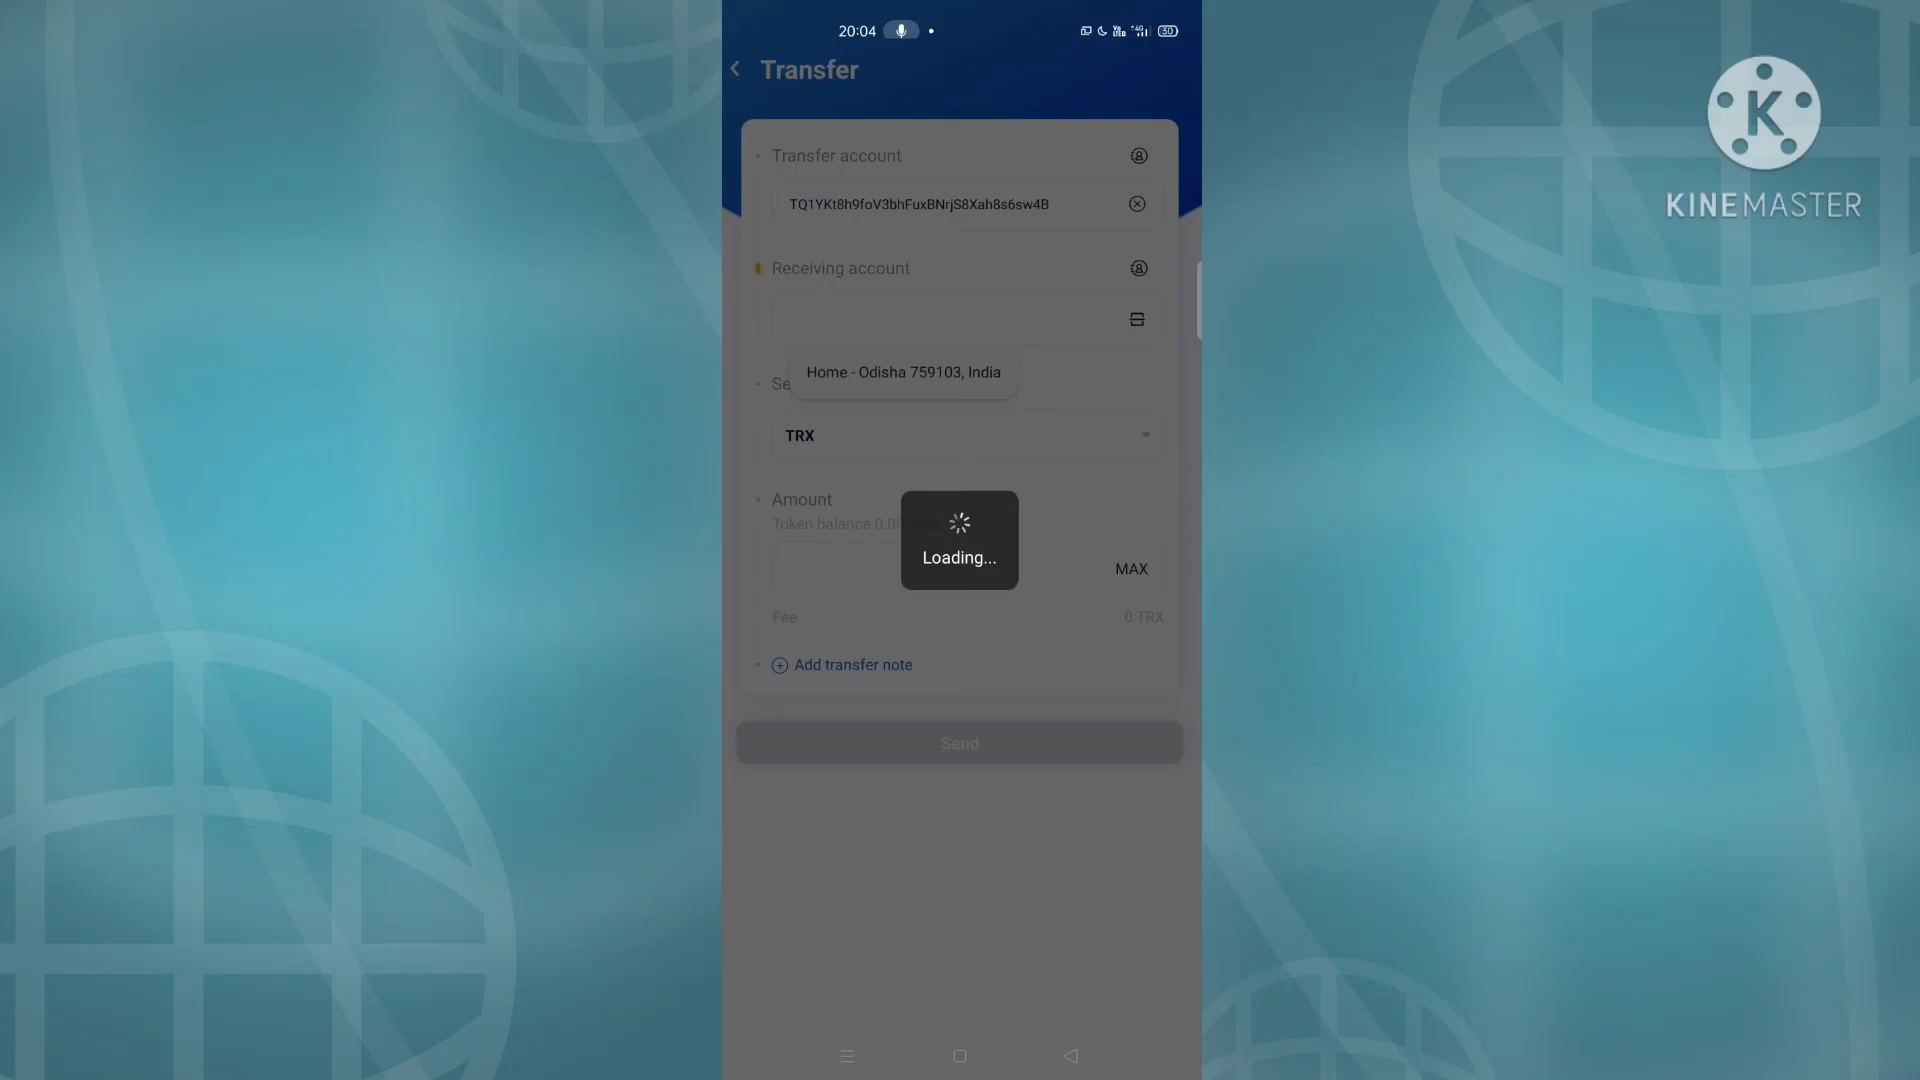 20:04
30
Transfer
Transfer account
TQ1YKt8h9foV3bhFuxBNrjS8Xah8s6sw4B
Receiving account
Home - Odisha 759103, India
Se
TRX
Amount
Token balance 0.0
Loading...
MAX
Fee
0 TRX
Add transfer note
Send
K
KINEMASTER